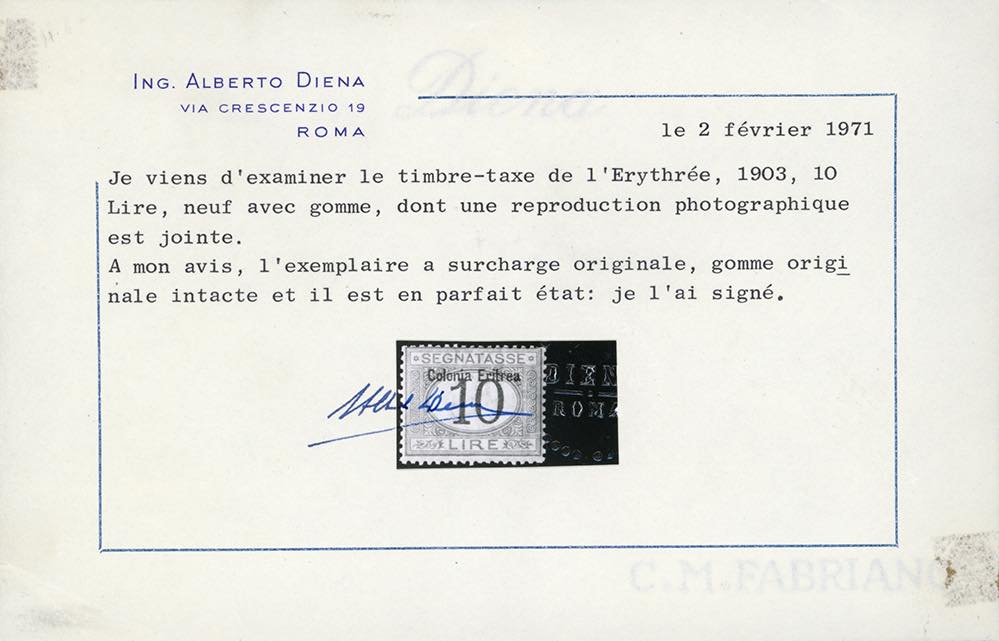 Diena
ING. ALBERTO DIENA
VIA CRESCENZIO 19
ROMA
le 2 février 1971
Je viens d'examiner le timbre-taxe de l'Erythrée, 1903, 10
Lire, neuf avec gomme, dont une reproduction photographique
est jointe.
A mon avis, l'exemplaire a surcharge originale, gomme origi
nale intacte et il est en parfait état: je l'ai signé.
SEGNATASSE
Colonia Eritrea
10
LIRE
DIEN
ROMA
Alberto Diena
C.M.FABRIANO